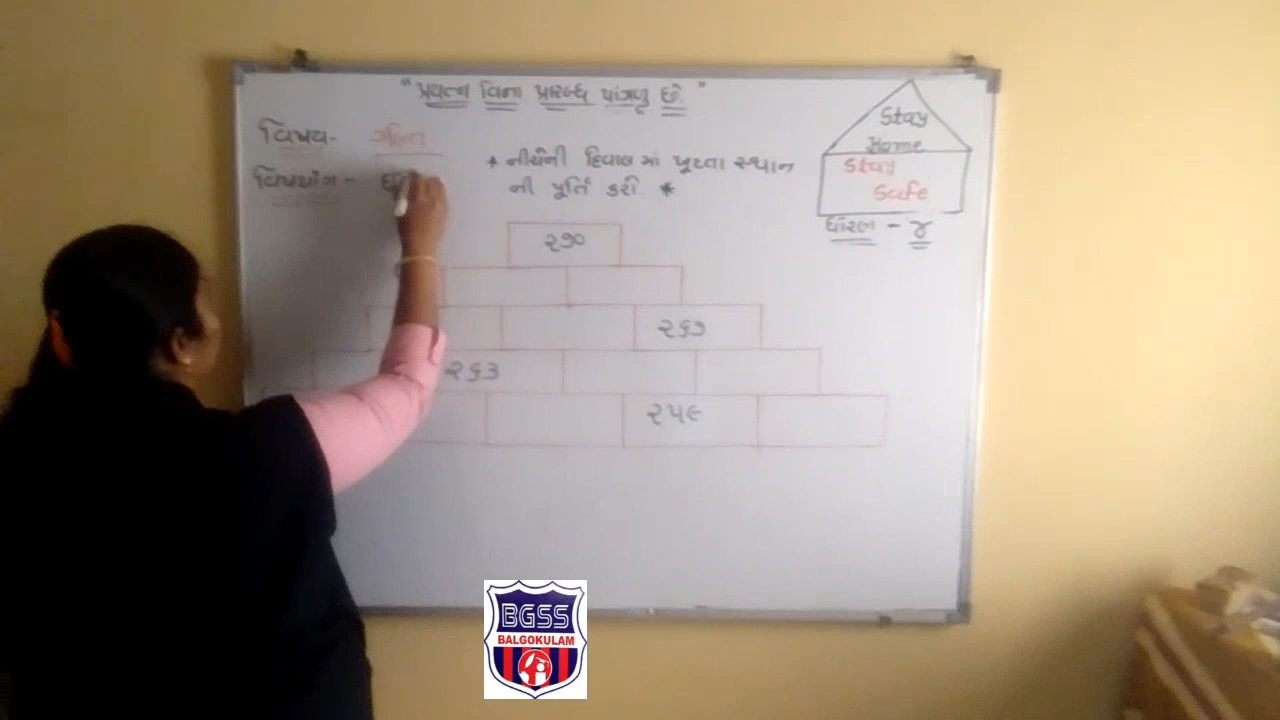 " પ્રયત્ન વિના પ્રારબ્ધ પાંગળુ છે. "
વિષય- ગણિત
વિષયાંગ -
* નીચેની દિવાલ માં ખૂટતા સ્થાન
ની પૂર્તિ કરો. *
Stay
Home
Stay
Safe
ધોરણ - ૪
૨૭૦
૨૬૭
૨૬૩
૨૫૯
BGSS
BALGOKULAM